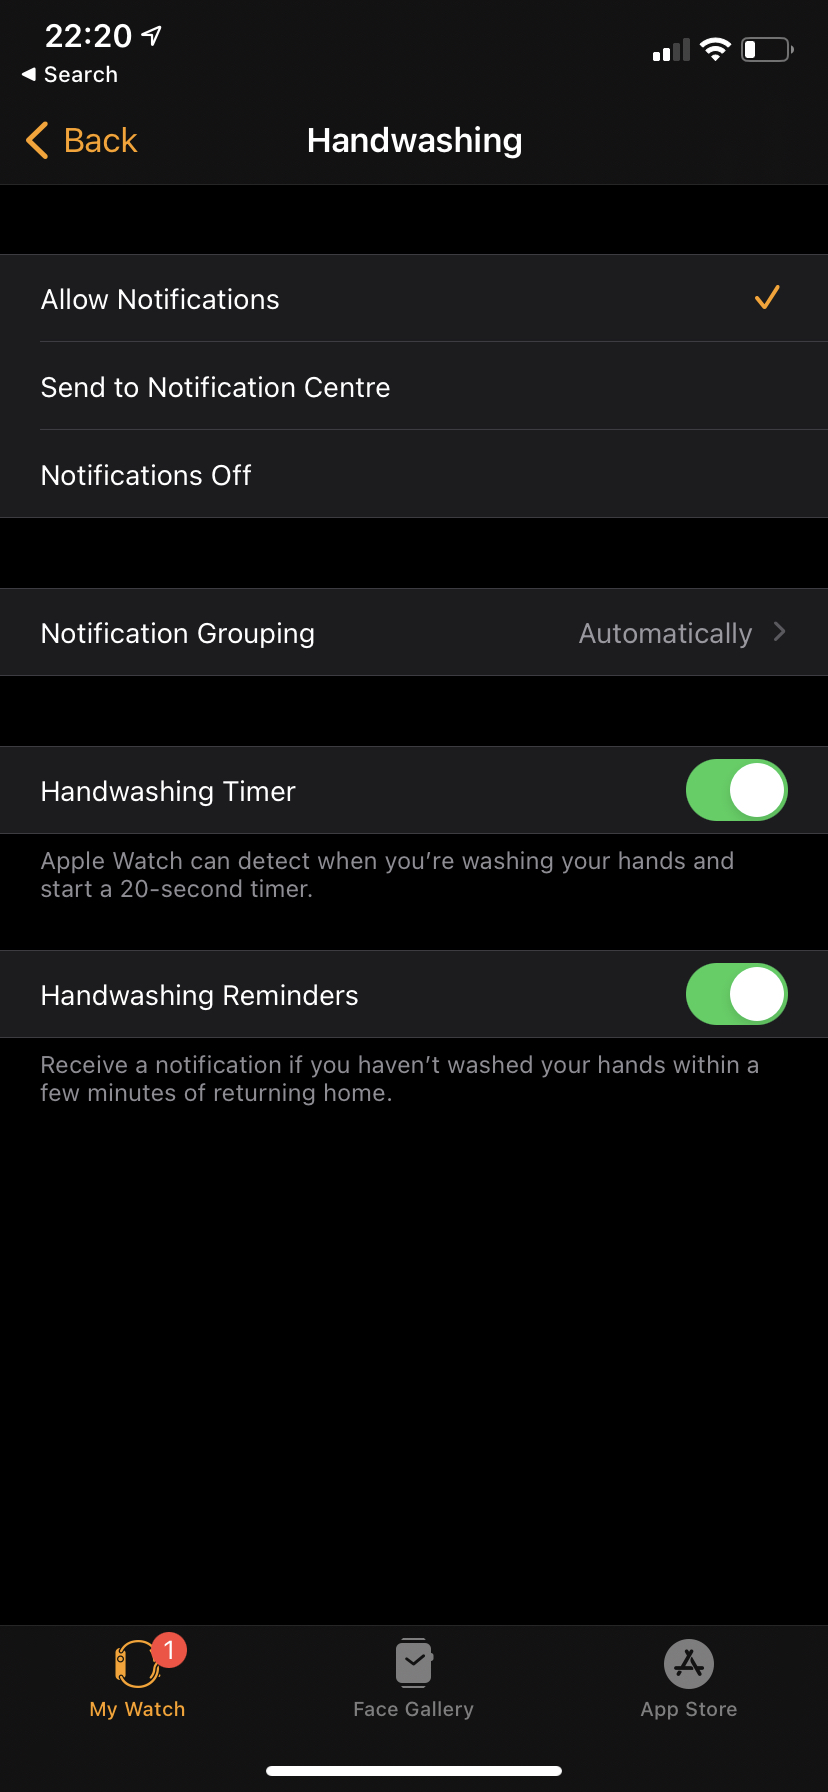 22:20
Search
Back
Handwashing
Allow Notifications
Send to Notification Centre
Notifications Off
Notification Grouping Automatically
Handwashing Timer
Apple Watch can detect when you’re washing your hands and
start a 20-second timer.
Handwashing Reminders
Receive a notification if you haven’t washed your hands within a
few minutes of returning home.
1
My Watch Face Gallery App Store